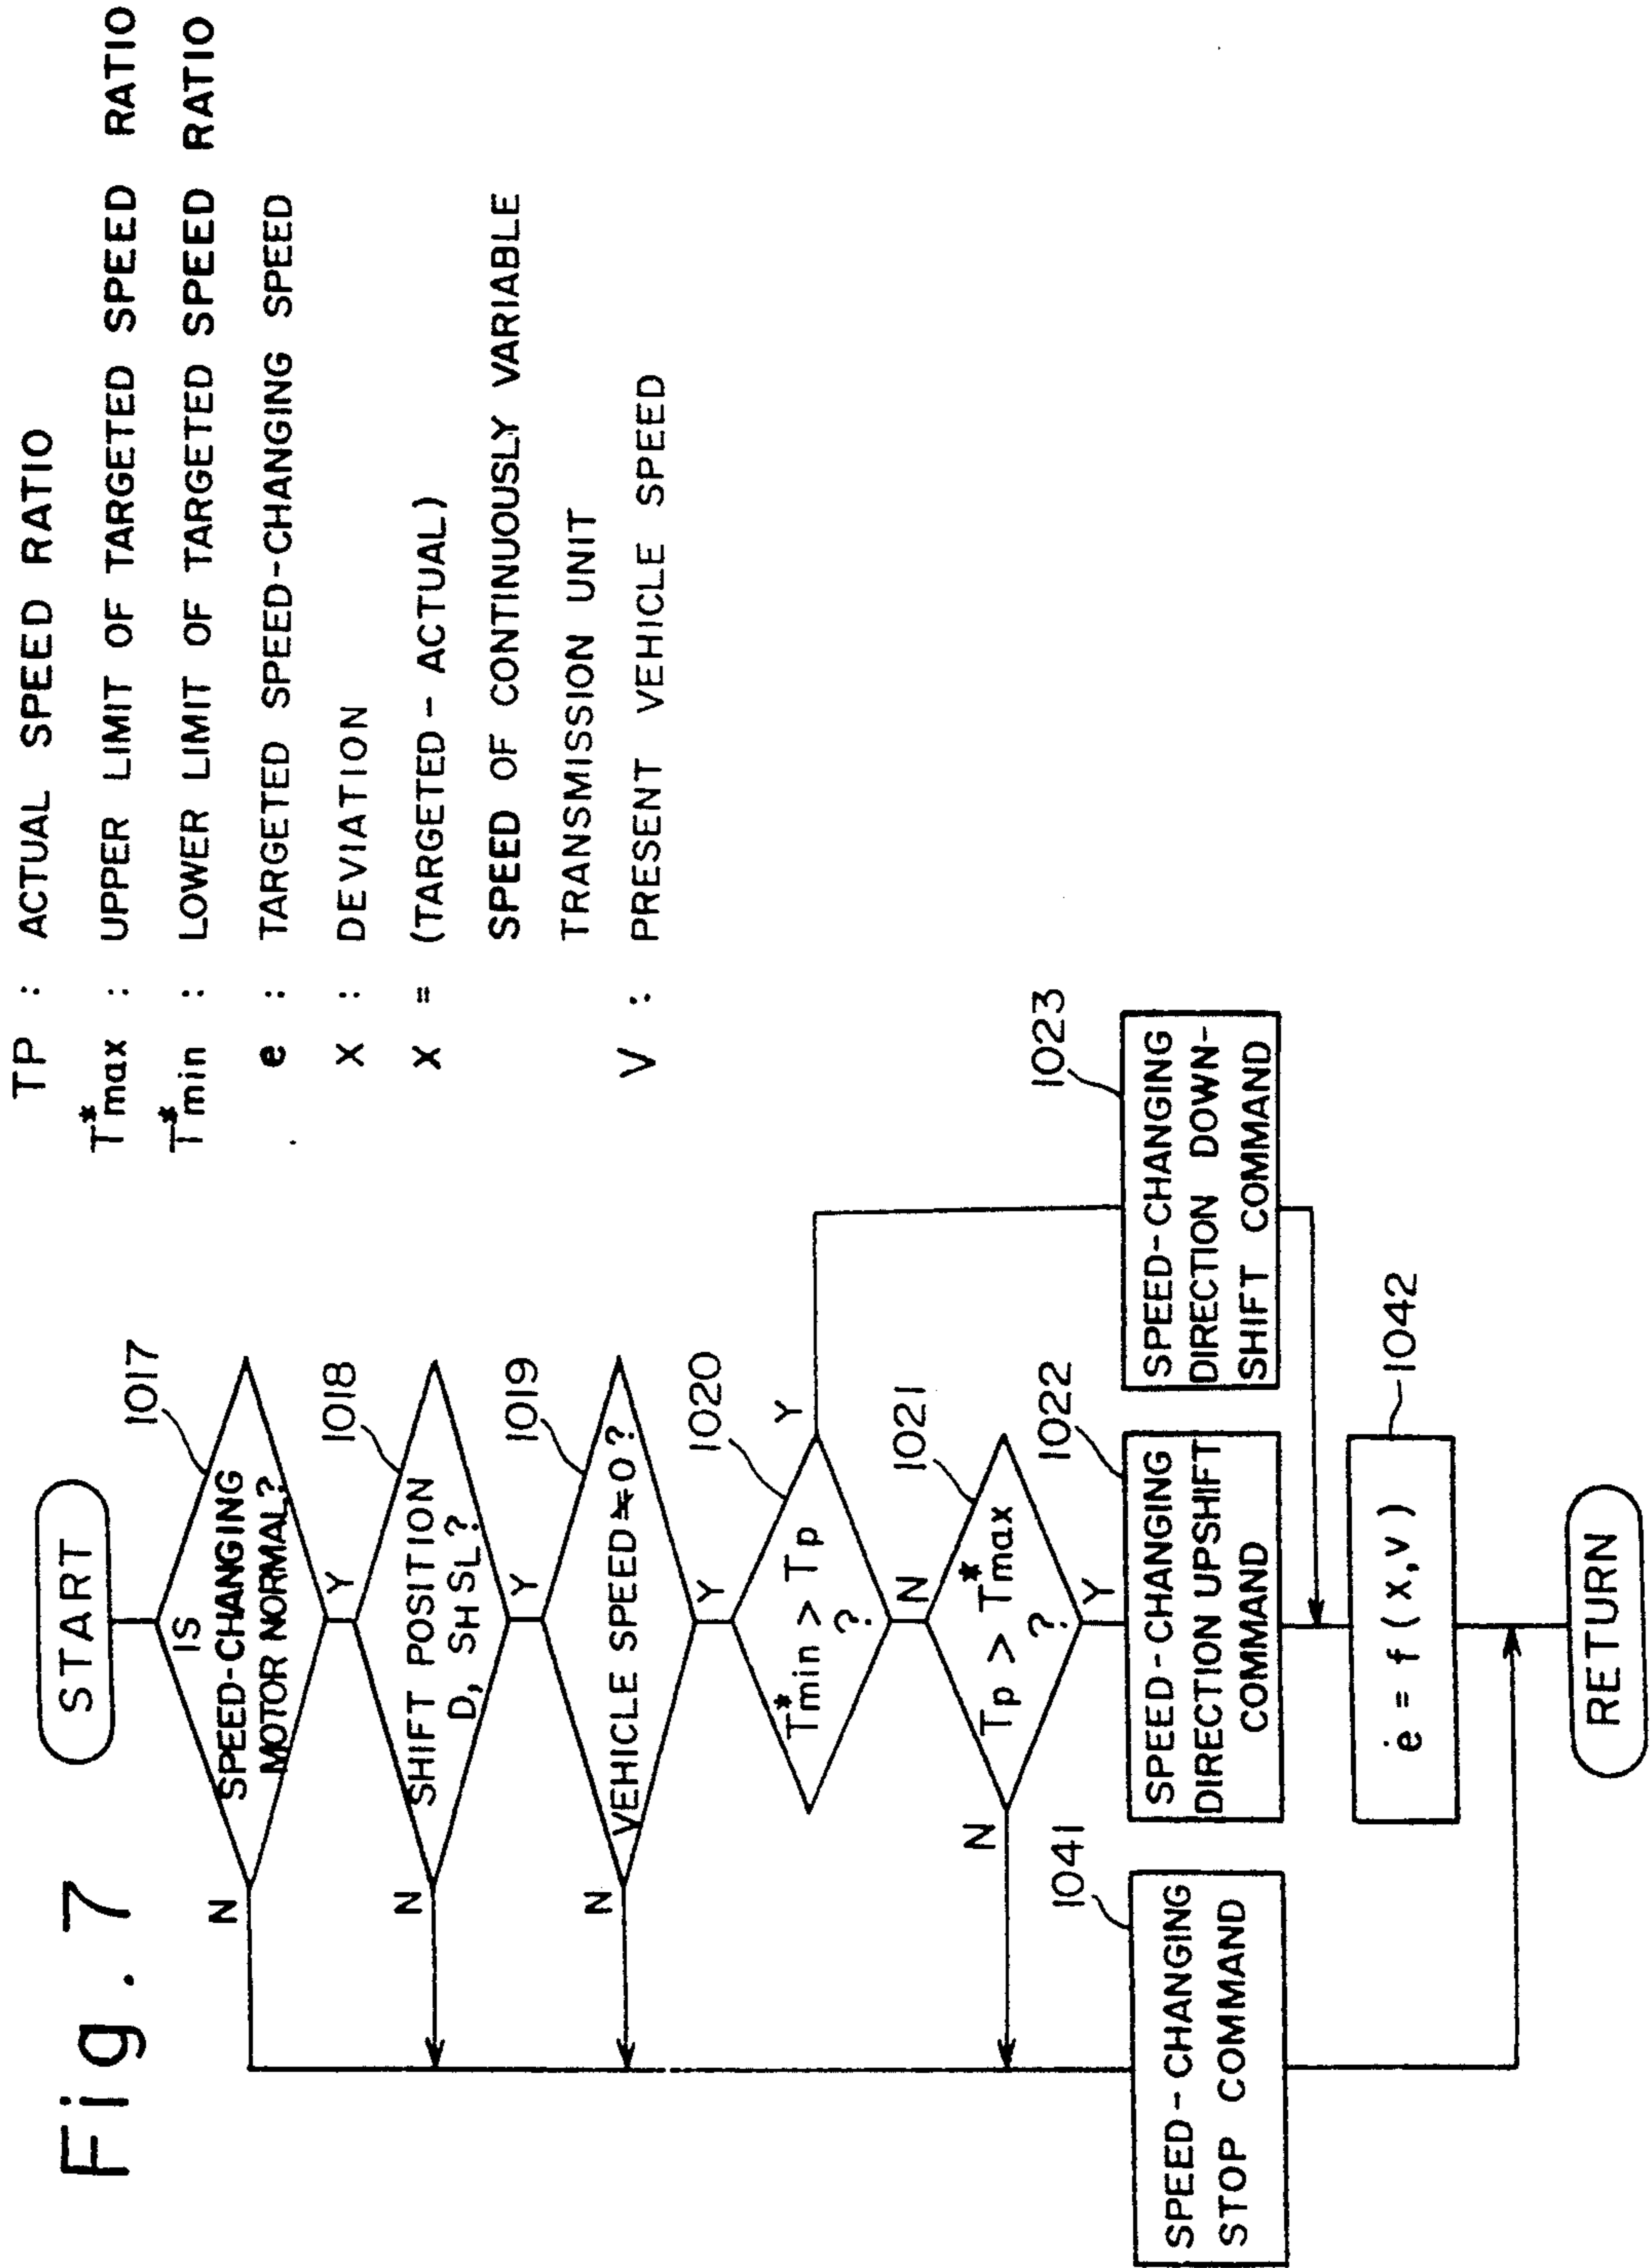 Fig. 7
START
1017
IS
SPEED-CHANGING
MOTOR NORMAL?
N
Y
1018
SHIFT POSITION
D, SH SL?
N
Y
1019
VEHICLE SPEED ≒ 0 ?
N
Y
1020
T*min > Tp
?
Y
N
1021
Tp > T*max
?
N
Y
1041
SPEED-CHANGING
STOP COMMAND
1022
SPEED-CHANGING
DIRECTION UPSHIFT
COMMAND
1023
SPEED-CHANGING
DIRECTION DOWN-
SHIFT COMMAND
1042
ė = f ( x, v )
RETURN
TP : ACTUAL SPEED RATIO
T*max : UPPER LIMIT OF TARGETED SPEED RATIO
T*min : LOWER LIMIT OF TARGETED SPEED RATIO
e : TARGETED SPEED-CHANGING SPEED
X : DEVIATION
X = (TARGETED - ACTUAL)
SPEED OF CONTINUOUSLY VARIABLE
TRANSMISSION UNIT
V : PRESENT VEHICLE SPEED